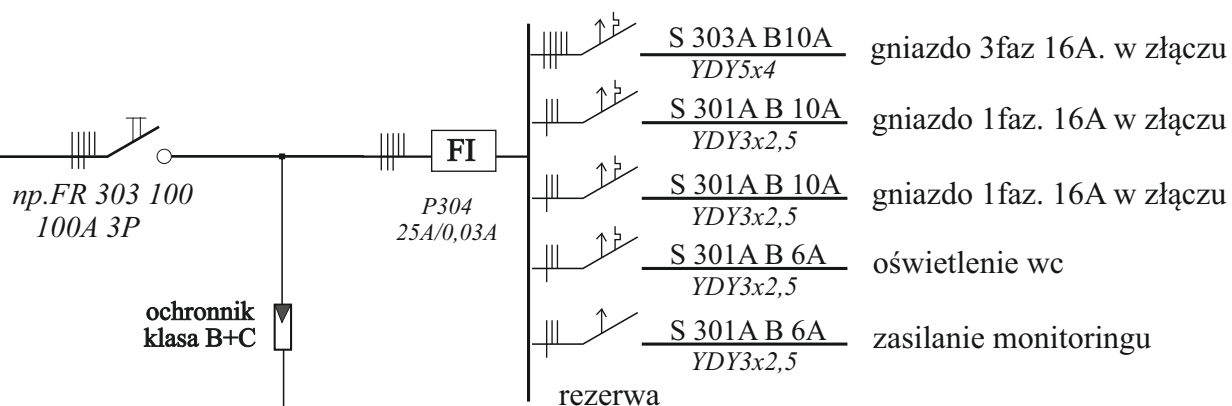 np.FR 303 100
100A 3P
ochronnik
klasa B+C
FI
P304
25A/0,03A
S 303A B10A
YDY5x4
gniazdo 3faz 16A. w złączu
S 301A B 10A
YDY3x2,5
gniazdo 1faz. 16A w złączu
S 301A B 10A
YDY3x2,5
gniazdo 1faz. 16A w złączu
S 301A B 6A
YDY3x2,5
oświetlenie wc
S 301A B 6A
YDY3x2,5
zasilanie monitoringu
rezerwa